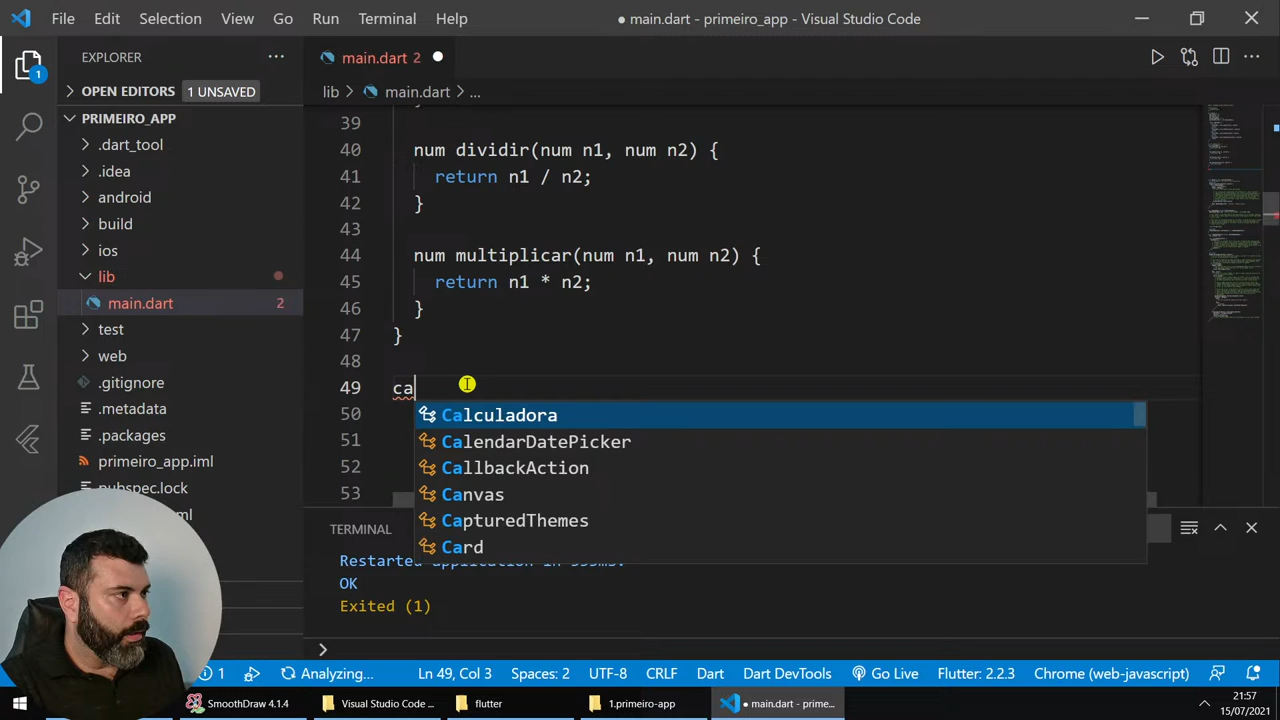 File Edit Selection View Go Run Terminal Help
● main.dart - primeiro_app - Visual Studio Code
EXPLORER
main.dart 2
OPEN EDITORS 1 UNSAVED
lib > main.dart > ...
PRIMEIRO_APP
.dart_tool
.idea
android
build
ios
lib
main.dart 2
test
web
.gitignore
.metadata
.packages
primeiro_app.iml
pubspec.lock
1
39
40 num dividir(num n1, num n2) {
41 return n1 / n2;
42 }
43
44 num multiplicar(num n1, num n2) {
45 return n1 * n2;
46 }
47 }
48
49 ca
50
51
52
53
Calculadora
CalendarDatePicker
CallbackAction
Canvas
CapturedThemes
Card
TERMINAL
OK
Exited (1)
1 Analyzing... Ln 49, Col 3 Spaces: 2 UTF-8 CRLF Dart Dart DevTools Go Live Flutter: 2.2.3 Chrome (web-javascript)
SmoothDraw 4.1.4 Visual Studio Code ... flutter 1.primeiro-app ● main.dart - prime...
21:57
15/07/2021